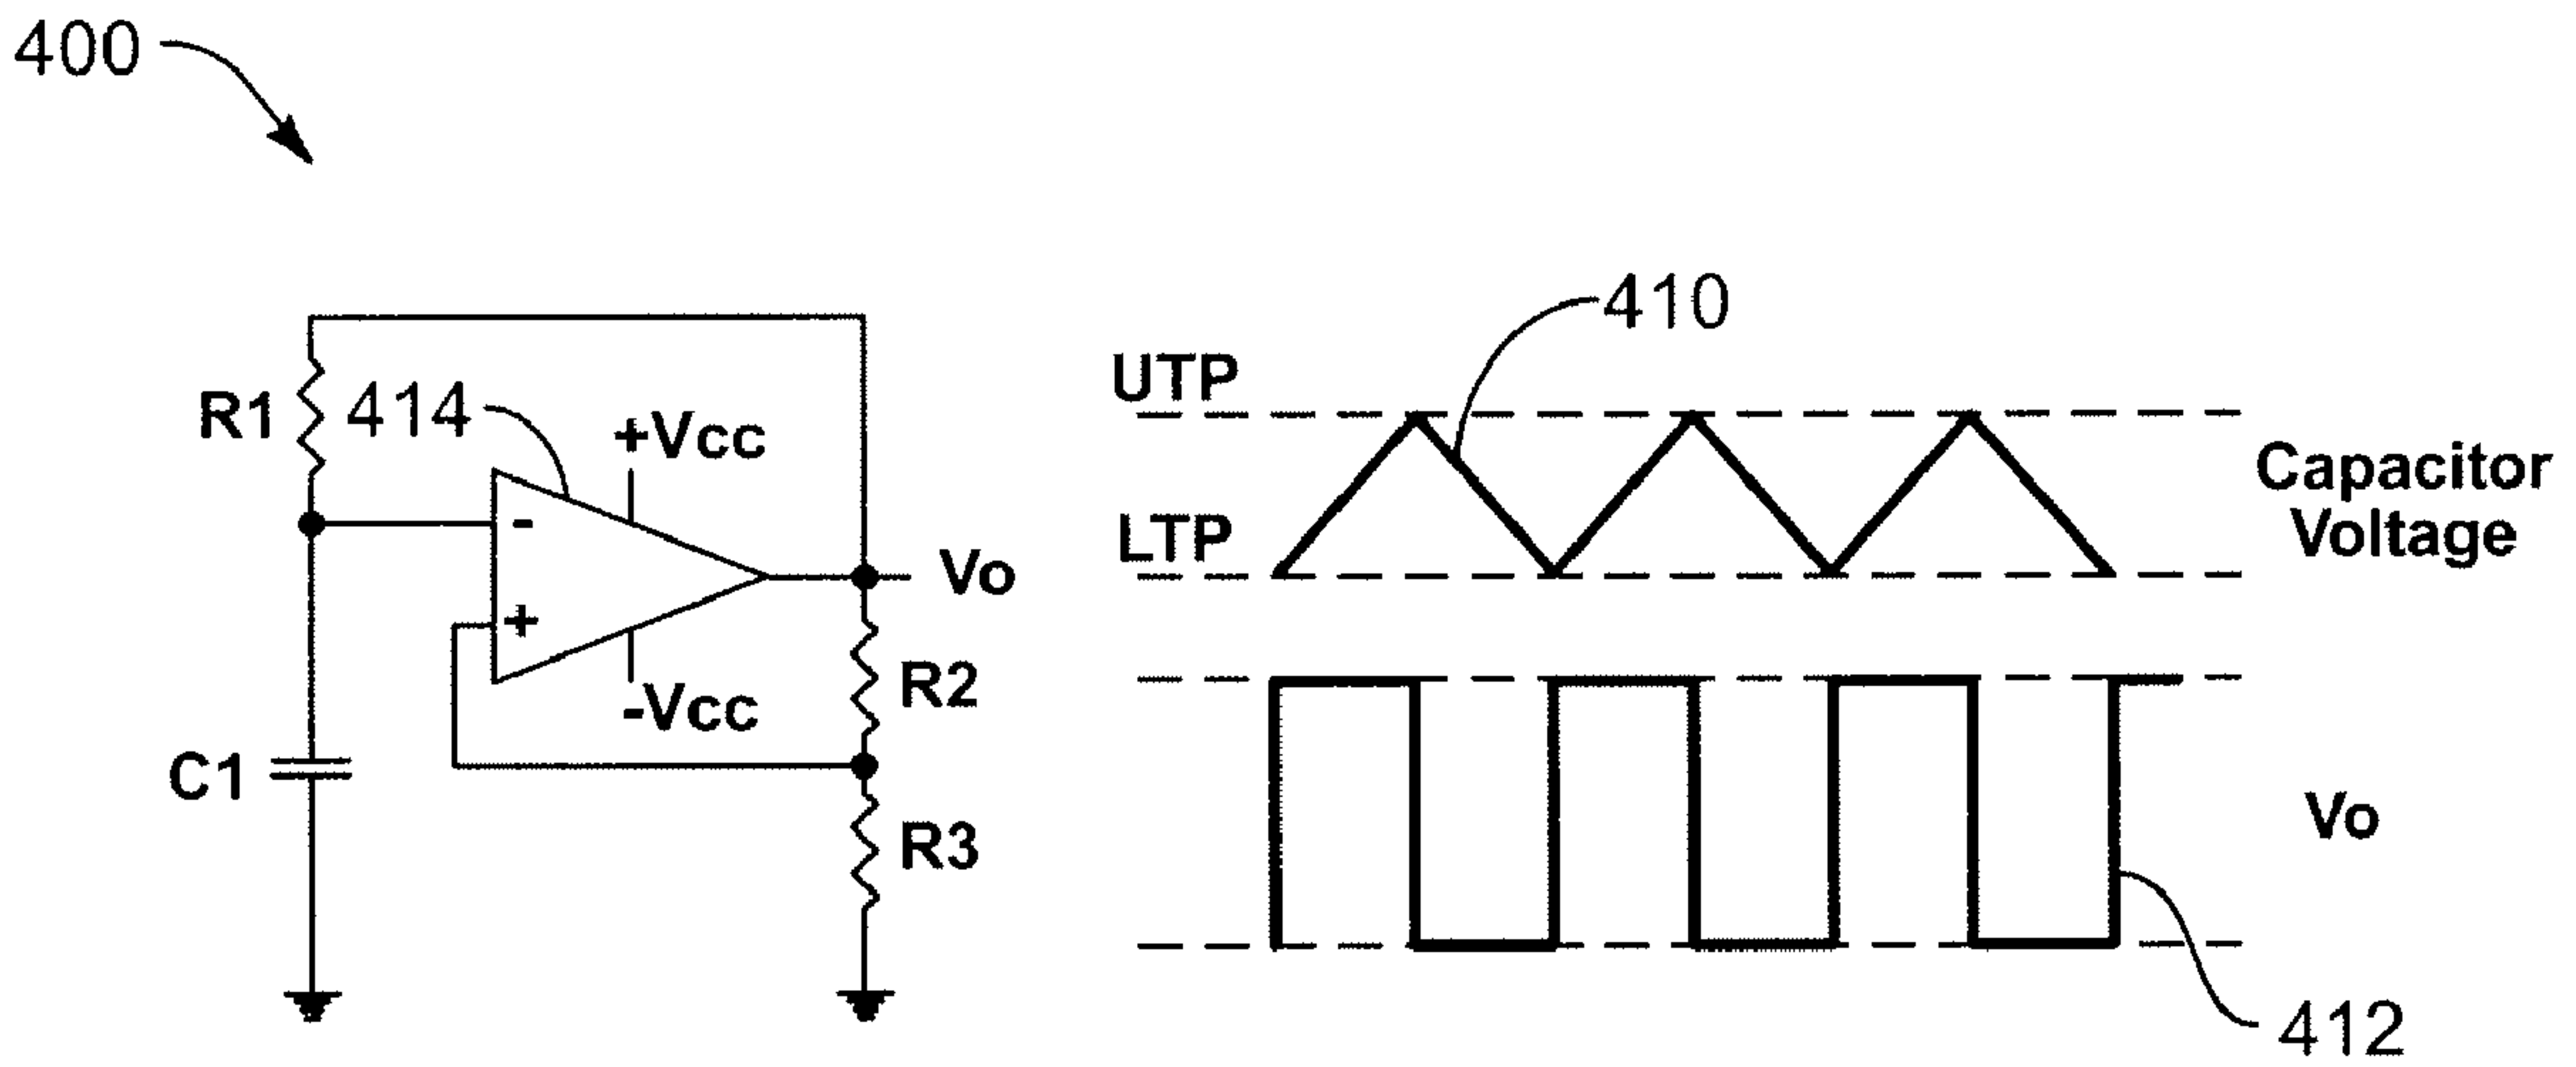 400
410
UTP
R1
414
+Vcc
Capacitor
Voltage
LTP
-
Vo
+
R2
-Vcc
C1
Vo
R3
412